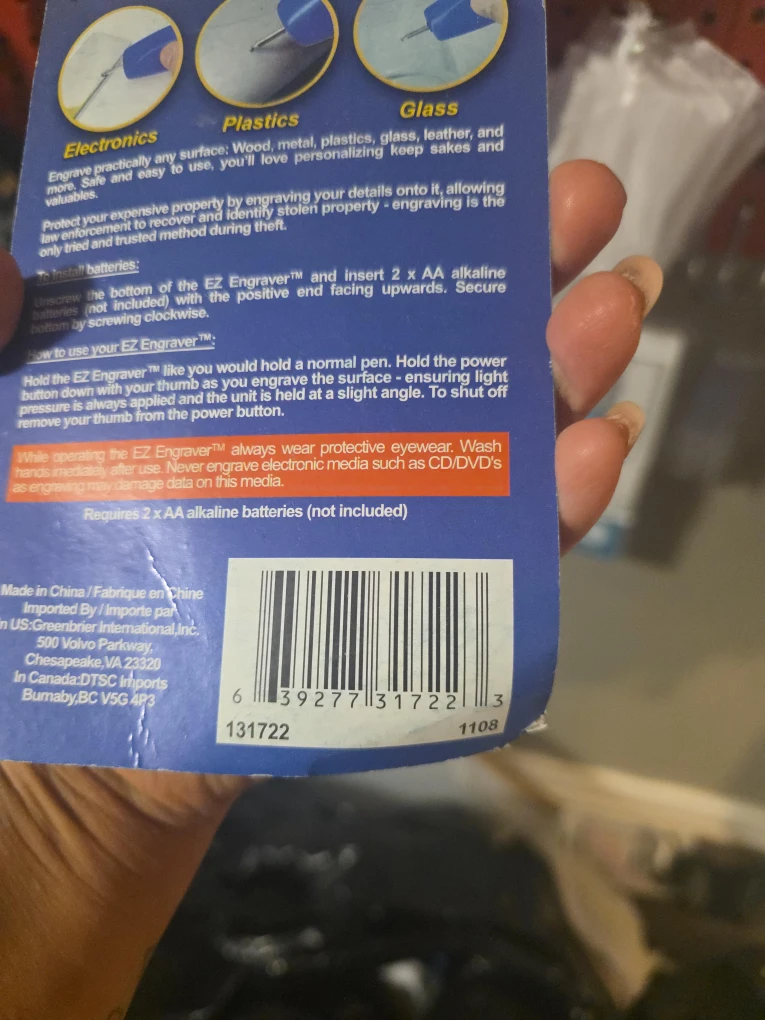 Electronics
Plastics
Glass
Engrave practically any surface: Wood, metal, plastics, glass, leather, and
more. Safe and easy to use, you'll love personalizing keep sakes and
valuables.
Protect your expensive property by engraving your details onto it, allowing
law enforcement to recover and identify stolen property - engraving is the
only tried and trusted method during theft.
To install batteries:
Unscrew the bottom of the EZ Engraver™ and insert 2 x AA alkaline
batteries (not included) with the positive end facing upwards. Secure
bottom by screwing clockwise.
How to use your EZ Engraver™:
Hold the EZ Engraver™ like you would hold a normal pen. Hold the power
button down with your thumb as you engrave the surface - ensuring light
pressure is always applied and the unit is held at a slight angle. To shut off
remove your thumb from the power button.
While operating the EZ Engraver™ always wear protective eyewear. Wash
hands immediately after use. Never engrave electronic media such as CD/DVD's
as engraving may damage data on this media.
Requires 2 x AA alkaline batteries (not included)
Made in China / Fabrique en Chine
Imported By / Importe par
In US:Greenbrier International,Inc.
500 Volvo Parkway,
Chesapeake,VA 23320
In Canada:DTSC Imports
Burnaby,BC V5G 4P3
6 39277 31722 3
131722 1108